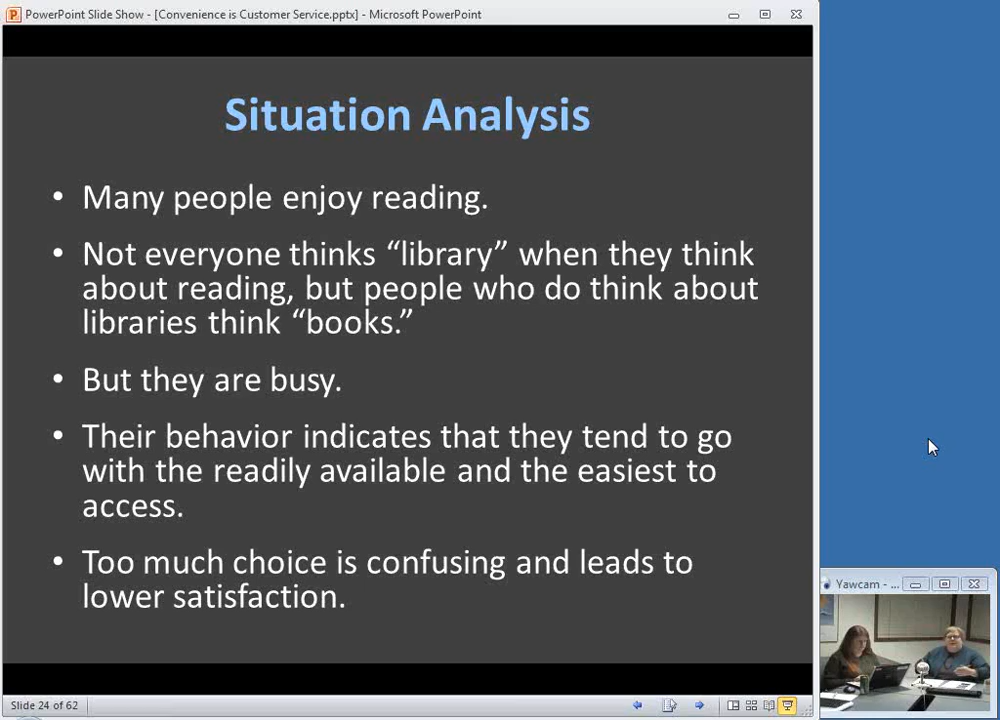 PowerPoint Slide Show - [Convenience is Customer Service.pptx] - Microsoft PowerPoint
Situation Analysis
• Many people enjoy reading.
• Not everyone thinks “library” when they think
about reading, but people who do think about
libraries think “books.”
• But they are busy.
• Their behavior indicates that they tend to go
with the readily available and the easiest to
access.
• Too much choice is confusing and leads to
lower satisfaction.
Yawcam - ...
Slide 24 of 62